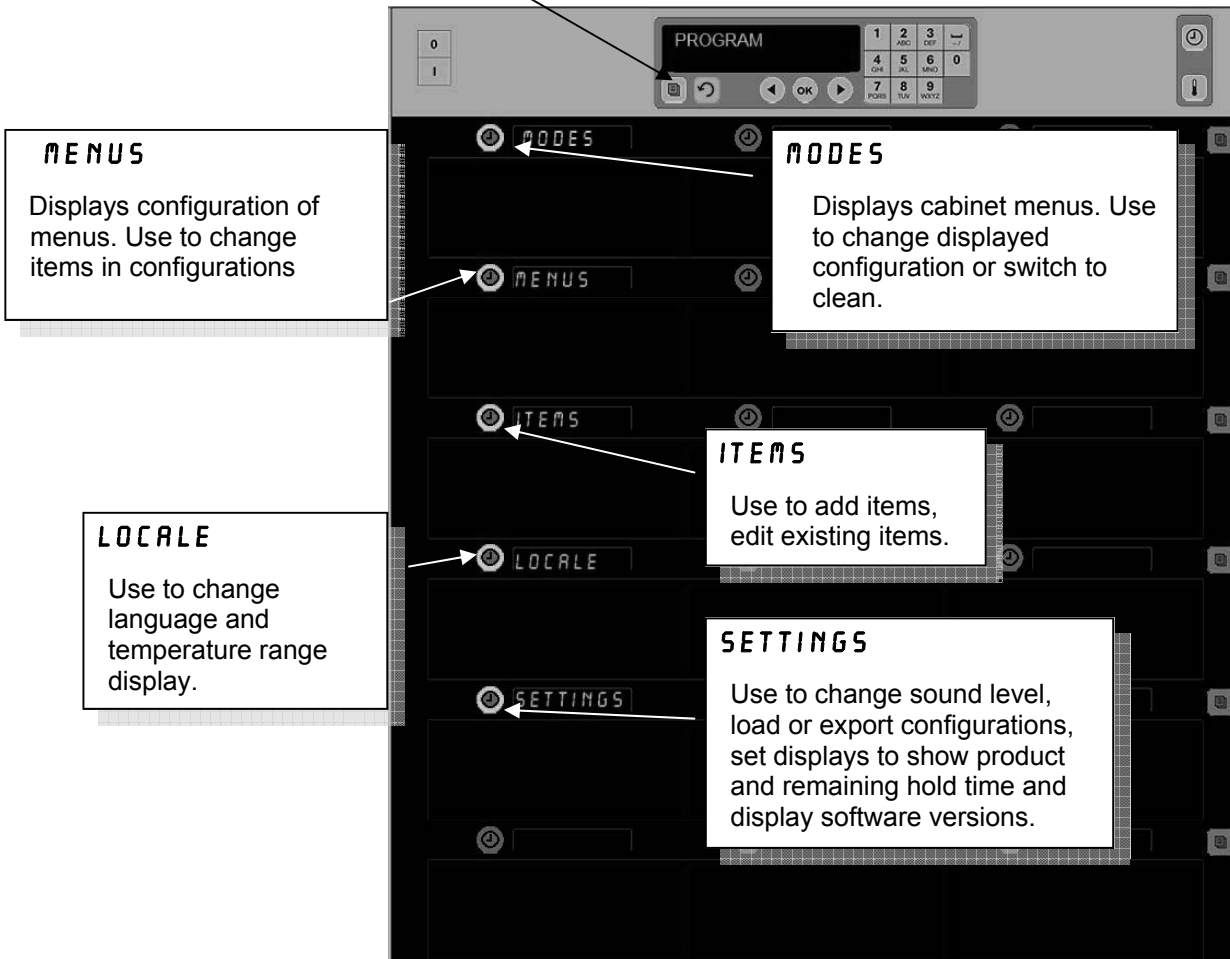 0
I
PROGRAM
1 2 3
ABC DEF -/
4 5 6 0
GHI JKL MNO
OK
7 8 9
PQRS TUV WXYZ
MODES
MENUS
Displays configuration of
menus. Use to change
items in configurations
MODES
Displays cabinet menus. Use
to change displayed
configuration or switch to
clean.
MENUS
ITEMS
ITEMS
Use to add items,
edit existing items.
LOCALE
Use to change
language and
temperature range
display.
LOCALE
SETTINGS
Use to change sound level,
load or export configurations,
set displays to show product
and remaining hold time and
display software versions.
SETTINGS